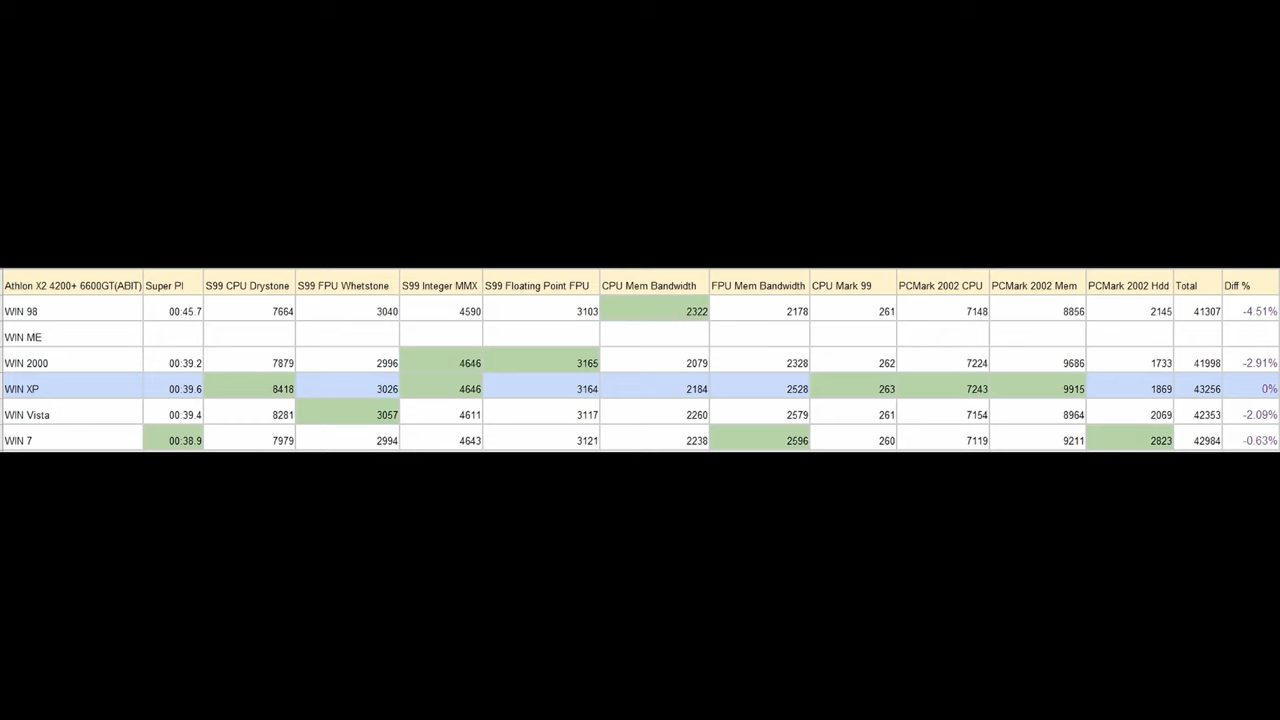 Athlon X2 4200+ 6600GT(ABIT) Super PI S99 CPU Drystone S99 FPU Whetstone S99 Integer MMX S99 Floating Point FPU CPU Mem Bandwidth FPU Mem Bandwidth CPU Mark 99 PCMark 2002 CPU PCMark 2002 Mem PCMark 2002 Hdd Total Diff %
WIN 98 00:45.7 7664 3040 4590 3103 2322 2178 261 7148 8856 2145 41307 -4.51%
WIN ME
WIN 2000 00:39.2 7879 2996 4646 3165 2079 2328 262 7224 9686 1733 41998 -2.91%
WIN XP 00:39.6 8418 3026 4646 3164 2184 2528 263 7243 9915 1869 43256 0%
WIN Vista 00:39.4 8281 3057 4611 3117 2260 2579 261 7154 8964 2069 42353 -2.09%
WIN 7 00:38.9 7979 2994 4643 3121 2238 2596 260 7119 9211 2823 42984 -0.63%